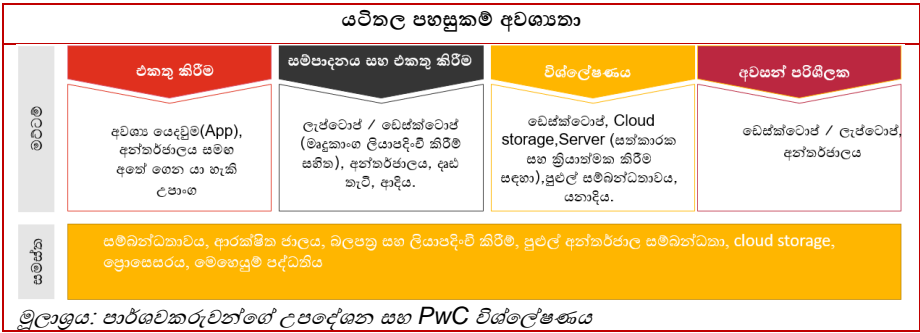 යටිතල පහසුකම් අවශ්‍යතා
මට්ටම්
එකතු කිරීම
අවශ්‍ය යෙදවුම(App),
අන්තර්ජාලය සමඟ
අතේ ගෙන යා හැකි
උපාංග
සම්පාදනය සහ එකතු කිරීම
ලැප්ටොප් / ඩෙස්ක්ටොප්
(මෘදුකාංග ලියාපදිංචි කිරීම්
සහිත), අන්තර්ජාලය, දෘඪ
තැටි, ආදිය.
විශ්ලේෂණය
ඩෙස්ක්ටොප්, Cloud
storage,Server (සත්කාරක
සහ ක්‍රියාත්මක කිරීම
සඳහා),පුළුල් සම්බන්ධතාවය,
යනාදිය.
අවසන් පරිශීලක
ඩෙස්ක්ටොප් / ලැප්ටොප්,
අන්තර්ජාලය
සමස්ත
සම්බන්ධතාවය, ආරක්ෂිත ජාලය, බලපත්‍ර සහ ලියාපදිංචි කිරීම්, පුළුල් අන්තර්ජාල සම්බන්ධතා, cloud storage,
ප්‍රොසෙසරය, මෙහෙයුම් පද්ධතිය
මූලාශ්‍රය: පාර්ශවකරුවන්ගේ උපදේශන සහ PwC විශ්ලේෂණය